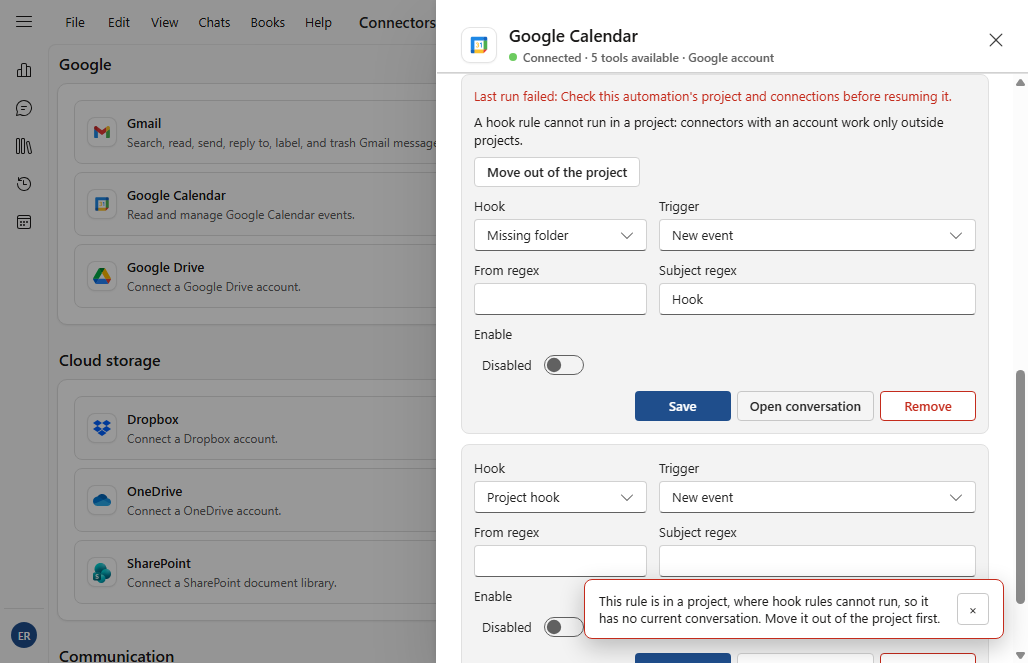 File Edit View Chats Books Help Connectors
Google
Gmail
Search, read, send, reply to, label, and trash Gmail message
Google Calendar
Read and manage Google Calendar events.
Google Drive
Connect a Google Drive account.
Cloud storage
Dropbox
Connect a Dropbox account.
OneDrive
Connect a OneDrive account.
SharePoint
Connect a SharePoint document library.
Communication
ER
Google Calendar
Connected · 5 tools available · Google account
Last run failed: Check this automation's project and connections before resuming it.
A hook rule cannot run in a project: connectors with an account work only outside
projects.
Move out of the project
Hook Trigger
Missing folder New event
From regex Subject regex
Hook
Enable
Disabled
Save Open conversation Remove
Hook Trigger
Project hook New event
From regex Subject regex
Enable
Disabled
This rule is in a project, where hook rules cannot run, so it
has no current conversation. Move it out of the project first.
×